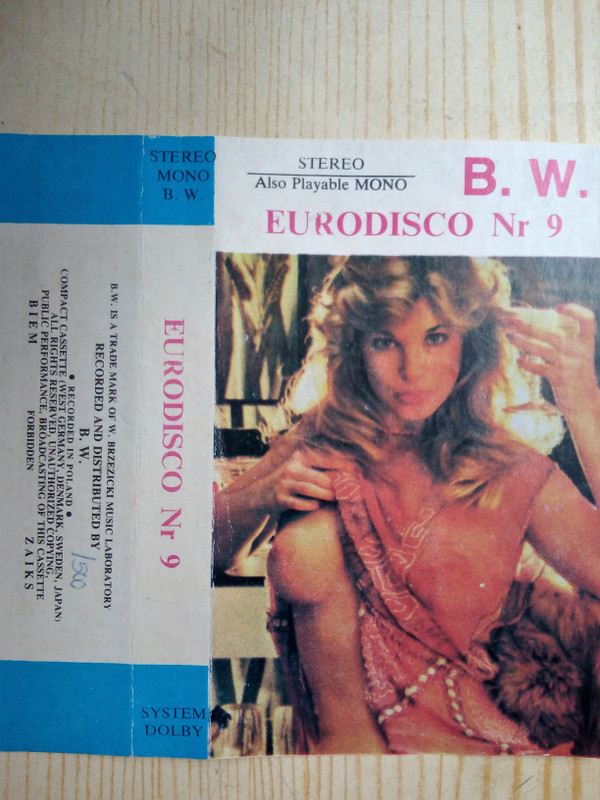 STEREO
MONO
B. W.
STEREO
Also Playable MONO
B. W.
EURODISCO Nr 9
EURODISCO Nr 9
B.W. IS A TRADE MARK OF W. BRZEZICKI MUSIC LABORATORY
RECORDED AND DISTRIBUTED BY
B. W.
1500
● RECORDED IN POLAND ●
COMPACT CASSETTE (WEST GERMANY, DENMARK, SWEDEN, JAPAN)
ALL RIGHTS RESERVED, UNAUTHORIZED COPYING,
PUBLIC PERFORMANCE, BROADCASTING OF THIS CASSETTE
FORBIDDEN
BIEM ZAIKS
SYSTEM
DOLBY